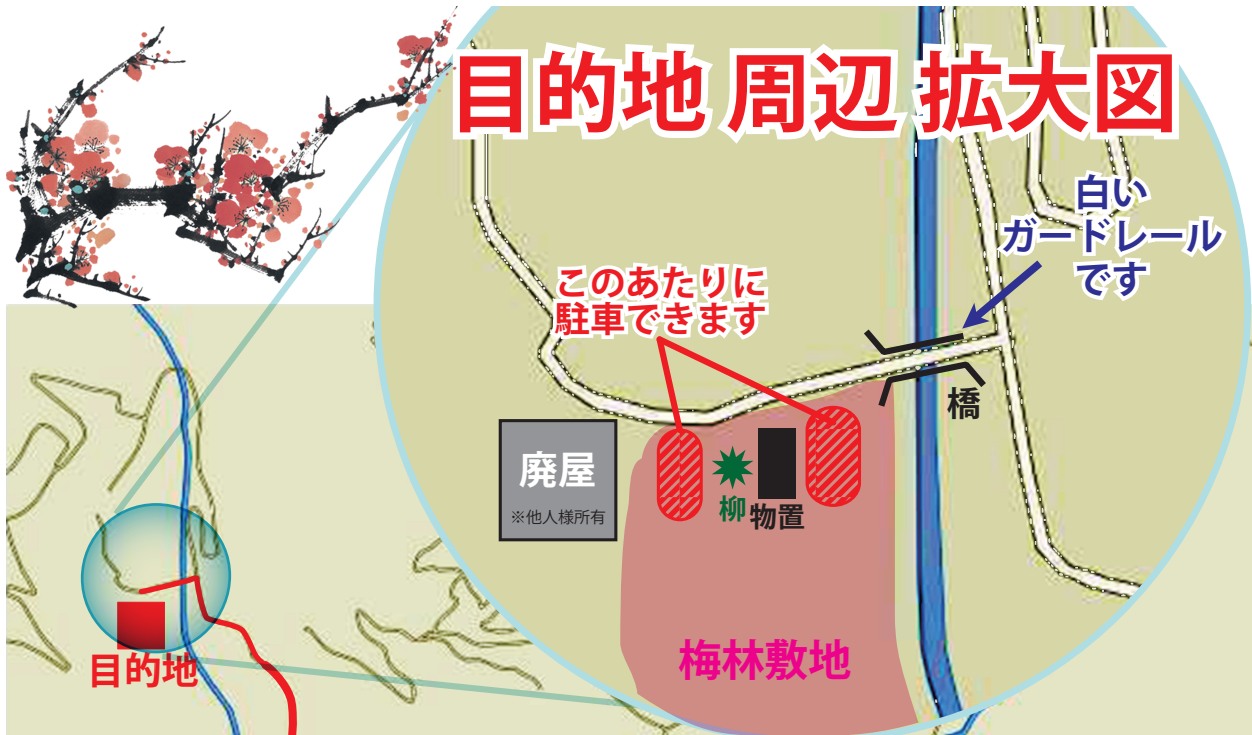 目的地 周辺 拡大図
白い
ガードレール
です
このあたりに
駐車できます
橋
廃屋
※他人様所有
柳
物置
梅林敷地
目的地